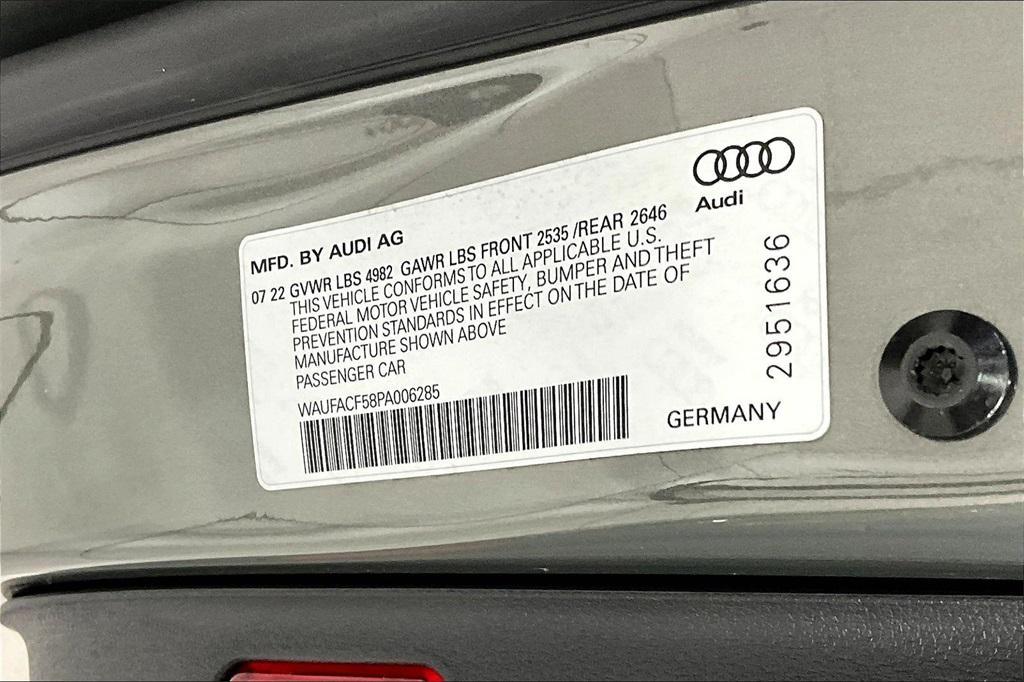 Audi
MFD. BY AUDI AG
07 22 GVWR LBS 4982 GAWR LBS FRONT 2535 /REAR 2646
THIS VEHICLE CONFORMS TO ALL APPLICABLE U.S.
FEDERAL MOTOR VEHICLE SAFETY, BUMPER AND THEFT
PREVENTION STANDARDS IN EFFECT ON THE DATE OF
MANUFACTURE SHOWN ABOVE
PASSENGER CAR
WAUFACF58PA006285
GERMANY
2951636